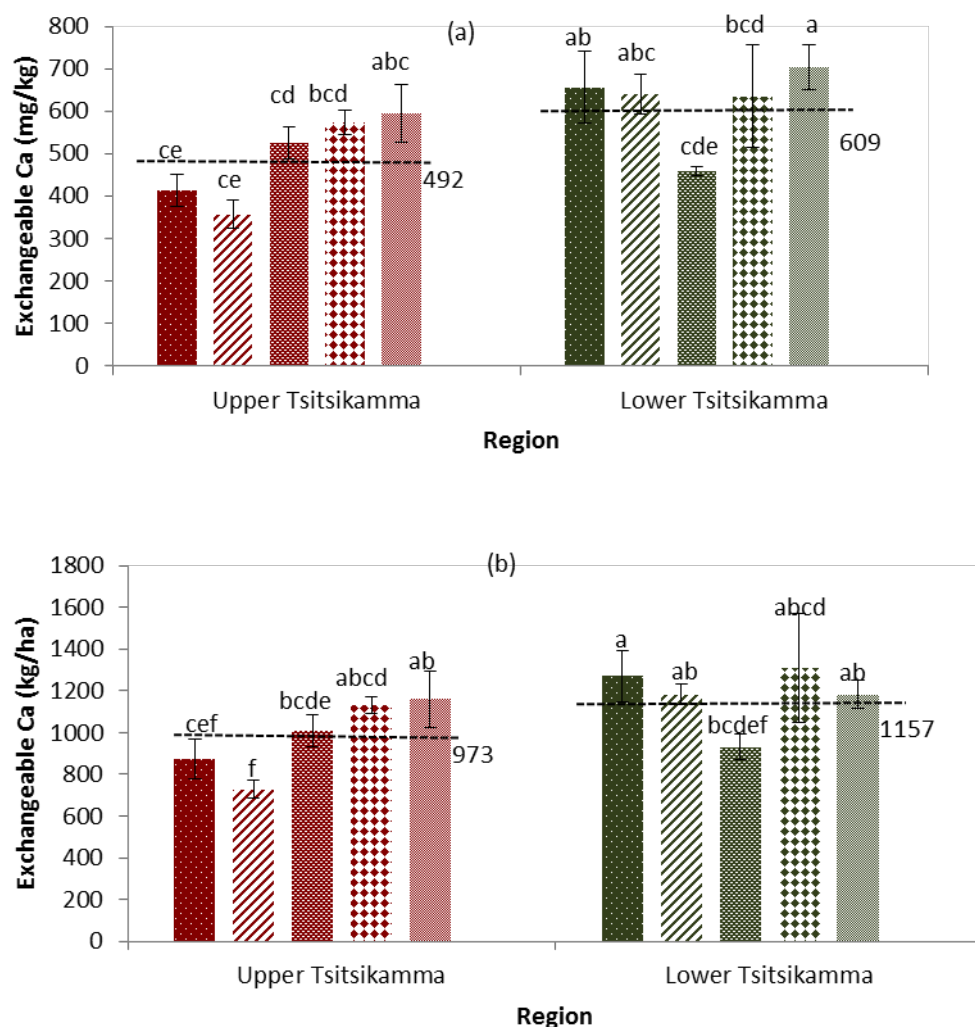 (a)
Exchangeable Ca (mg/kg)
800
700
600
500
400
300
200
100
0
ce
ce
cd
bcd
abc
492
ab
abc
cde
bcd
a
609
Upper Tsitsikamma
Lower Tsitsikamma
Region
(b)
Exchangeable Ca (kg/ha)
1800
1600
1400
1200
1000
800
600
400
200
0
cef
f
bcde
abcd
ab
973
a
ab
bcdef
abcd
ab
1157
Upper Tsitsikamma
Lower Tsitsikamma
Region